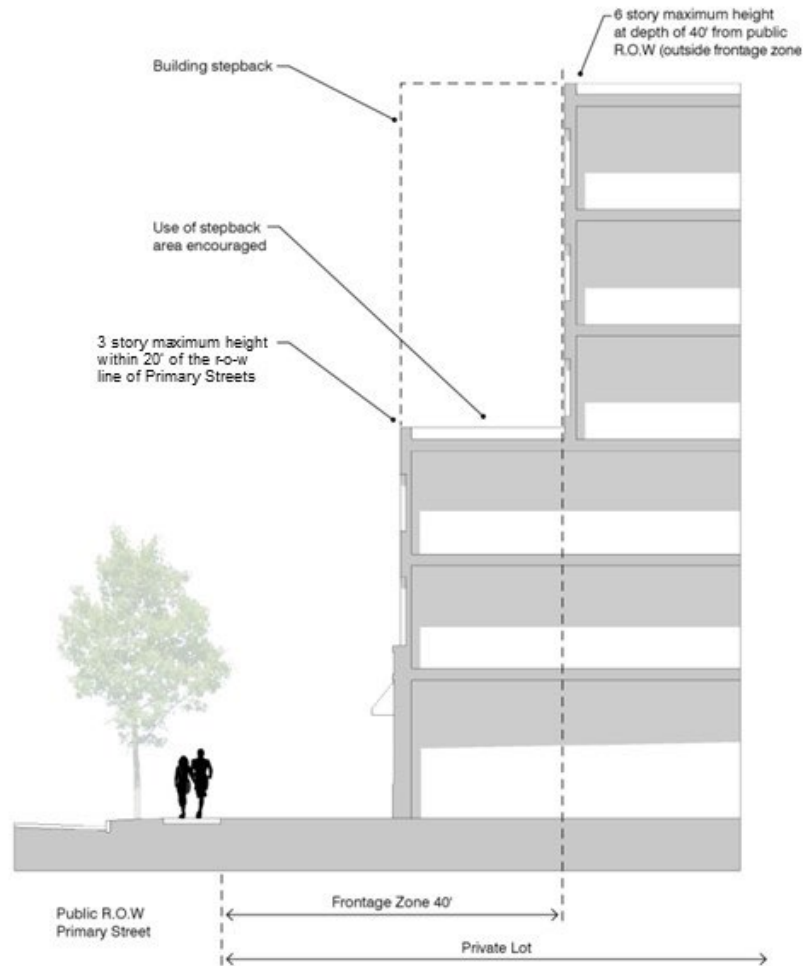 6 story maximum height
at depth of 40' from public
R.O.W (outside frontage zone
Building stepback
Use of stepback
area encouraged
3 story maximum height
within 20' of the r-o-w
line of Primary Streets
Public R.O.W
Primary Street
Frontage Zone 40'
Private Lot